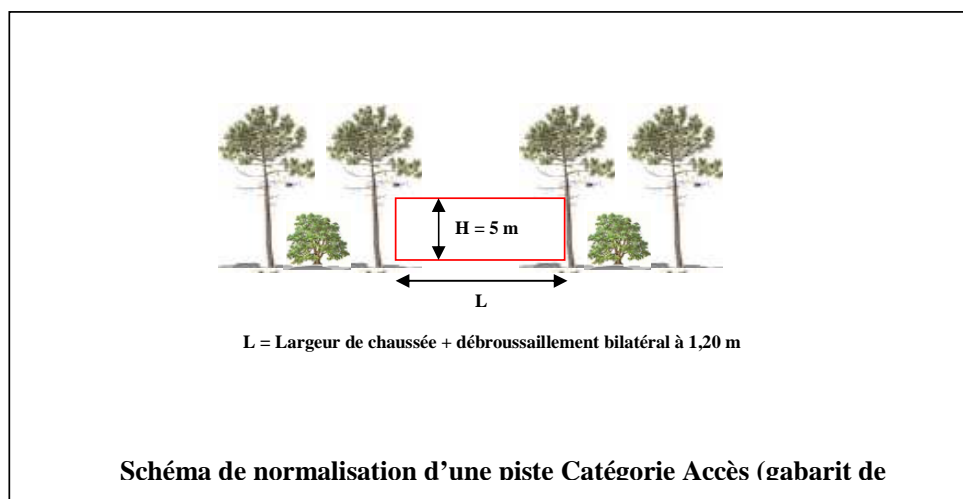 H = 5 m
L
L = Largeur de chaussée + débroussaillement bilatéral à 1,20 m
Schéma de normalisation d'une piste Catégorie Accès (gabarit de